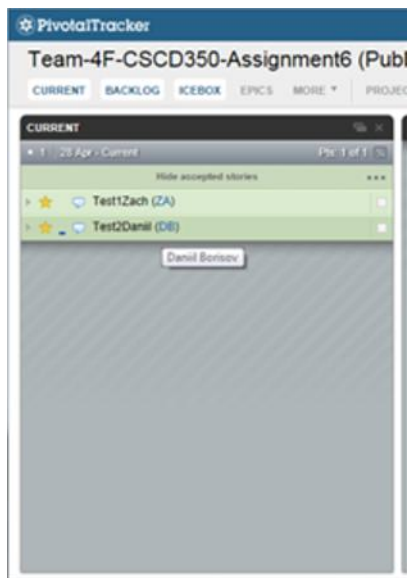 PivotalTracker
Team-4F-CSCD350-Assignment6 (Publ
CURRENT BACKLOG ICEBOX EPICS MORE PROJEC
CURRENT
1 28 Apr - Current Pts: 1 of 1
Hide accepted stories
Test1Zach (ZA)
Test2Daniil (DB)
Daniil Borisov